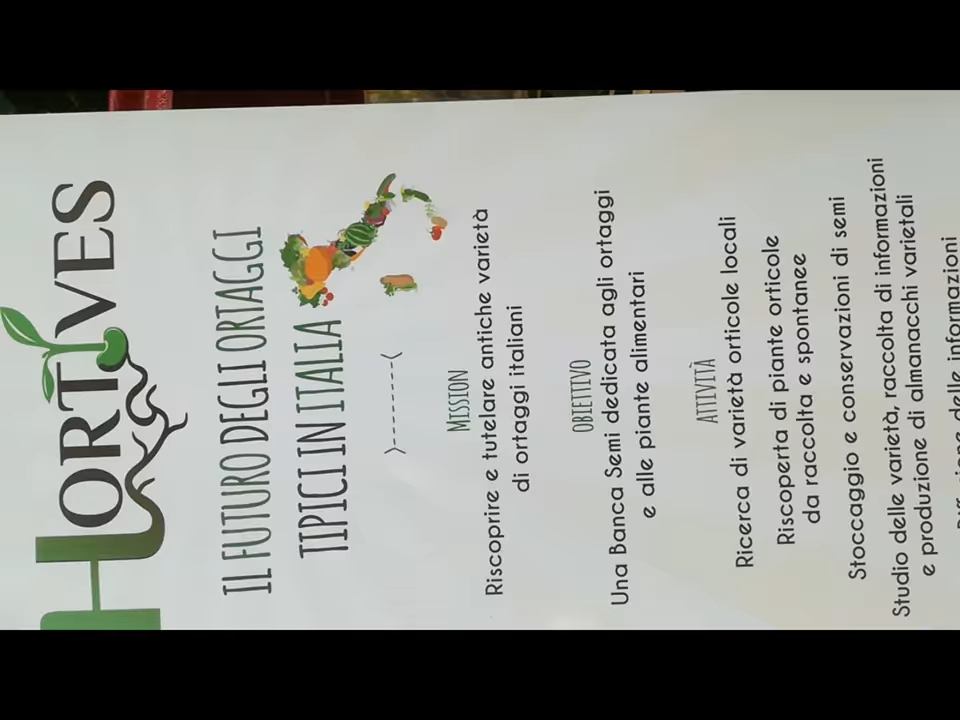 HORTIVES
IL FUTURO DEGLI ORTAGGI
TIPICI IN ITALIA
MISSION
Riscoprire e tutelare antiche varietà
di ortaggi italiani
OBIETTIVO
Una Banca Semi dedicata agli ortaggi
e alle piante alimentari
ATTIVITÀ
Ricerca di varietà orticole locali
Riscoperta di piante orticole
da raccolta e spontanee
Stoccaggio e conservazioni di semi
Studio delle varietà, raccolta di informazioni
e produzione di almanacchi varietali
delle informazioni